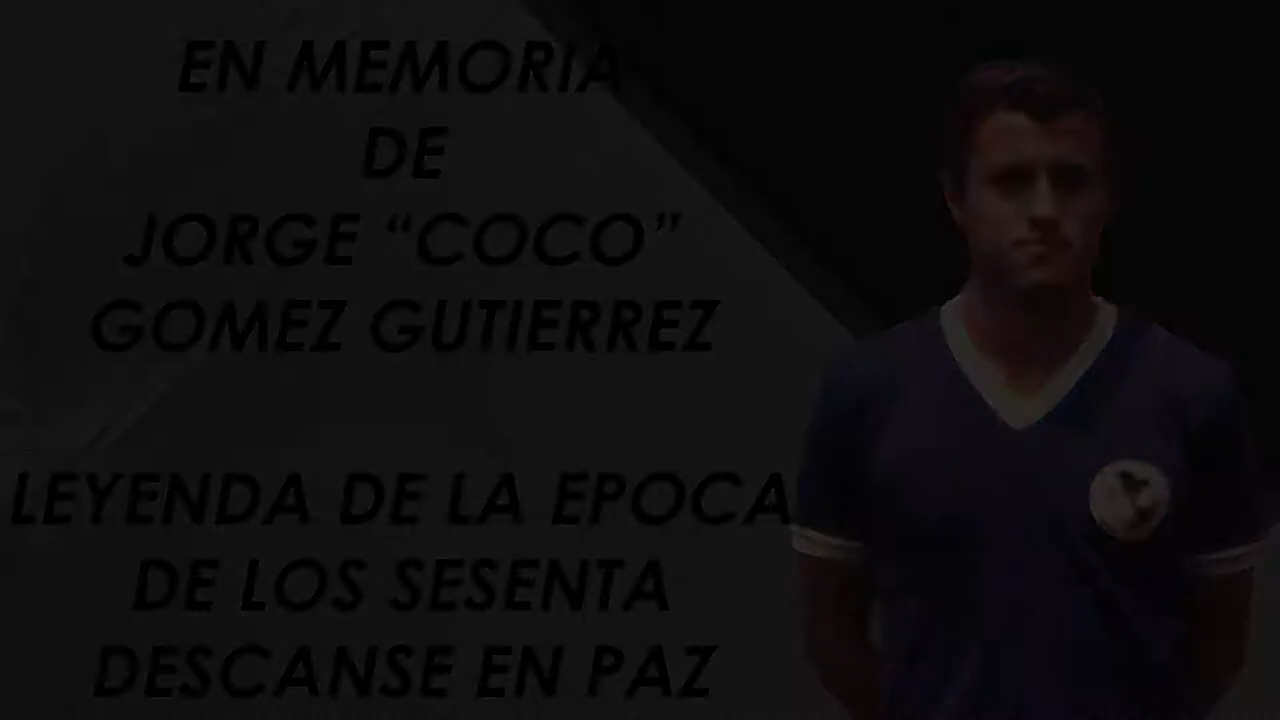 EN MEMORIA
DE
JORGE “COCO”
GOMEZ GUTIERREZ
LEYENDA DE LA EPOCA
DE LOS SESENTA
DESCANSE EN PAZ